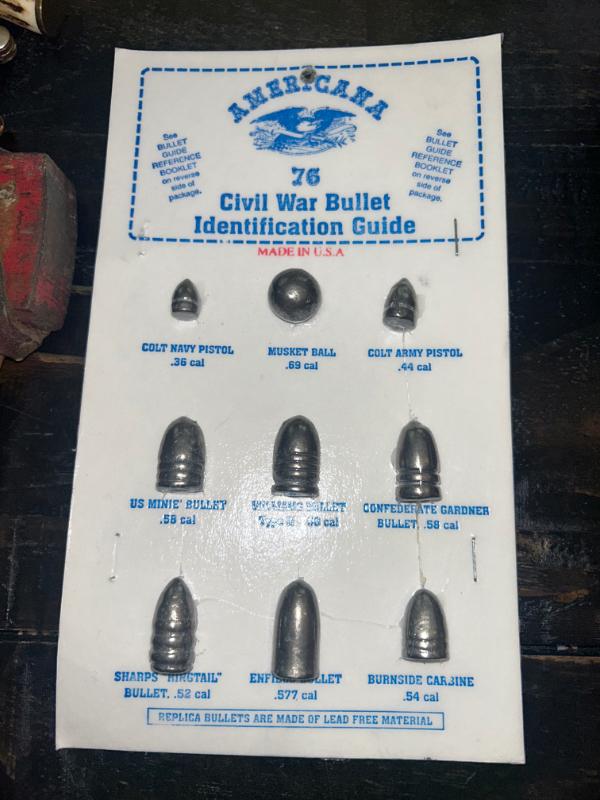 AMERICANA
76
Civil War Bullet
Identification Guide
See
BULLET
GUIDE
REFERENCE
BOOKLET
on reverse
side of
package.
See
BULLET
GUIDE
REFERENCE
BOOKLET
on reverse
side of
package.
MADE IN U.S.A
COLT NAVY PISTOL
.36 cal
MUSKET BALL
.69 cal
COLT ARMY PISTOL
.44 cal
US MINIE' BULLET
.58 cal
BULLET
cal
CONFEDERATE GARDNER
BULLET, .58 cal
SHARPS "RINGTAIL"
BULLET, .52 cal
ENFIELD BULLET
.577 cal
BURNSIDE CARBINE
.54 cal
REPLICA BULLETS ARE MADE OF LEAD FREE MATERIAL